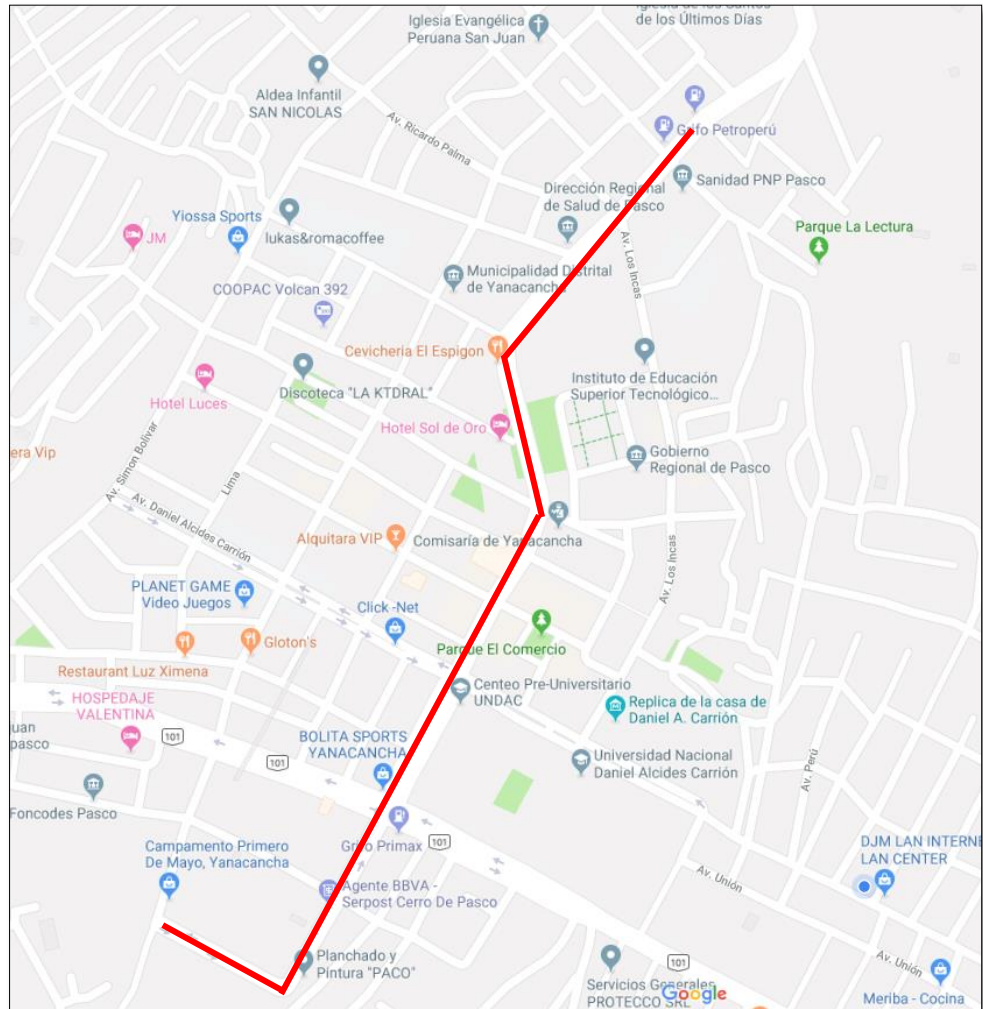 de los Últimos Días
Iglesia Evangélica
Peruana San Juan
Aldea Infantil
SAN NICOLAS
Av. Ricardo Palma
Grifo Petroperú
Sanidad PNP Pasco
Dirección Regional
de Salud de Pasco
Parque La Lectura
Yiossa Sports
JM
lukas&romacoffee
Av. Los Incas
Municipalidad Distrital
de Yanacancha
COOPAC Volcan 392
Cevichería El Espigon
Instituto de Educación
Superior Tecnológico...
Discoteca "LA KTDRAL"
Hotel Luces
Hotel Sol de Oro
era Vip
Gobierno
Regional de Pasco
Av. Simon Bolivar
Lima
Av. Daniel Alcides Carrión
Alquitara VIP
Comisaría de Yanacancha
Av. Los Incas
PLANET GAME
Video Juegos
Click -Net
Gloton's
Parque El Comercio
Restaurant Luz Ximena
Centeo Pre-Universitario
UNDAC
Replica de la casa de
Daniel A. Carrión
HOSPEDAJE
VALENTINA
uan
pasco
101
BOLITA SPORTS
YANACANCHA
Universidad Nacional
Daniel Alcides Carrión
Av. Perú
101
Foncodes Pasco
Grifo Primax
101
Campamento Primero
De Mayo, Yanacancha
DJM LAN INTERNE
LAN CENTER
Av. Unión
Agente BBVA -
Serpost Cerro De Pasco
Planchado y
Pintura "PACO"
101
Av. Unión
Servicios Generales
PROTECCO SRL
Google
Meriba - Cocina